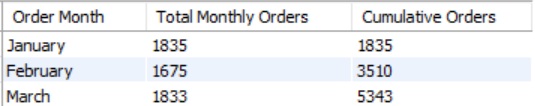 Order Month Total Monthly Orders Cumulative Orders
January 1835 1835
February 1675 3510
March 1833 5343